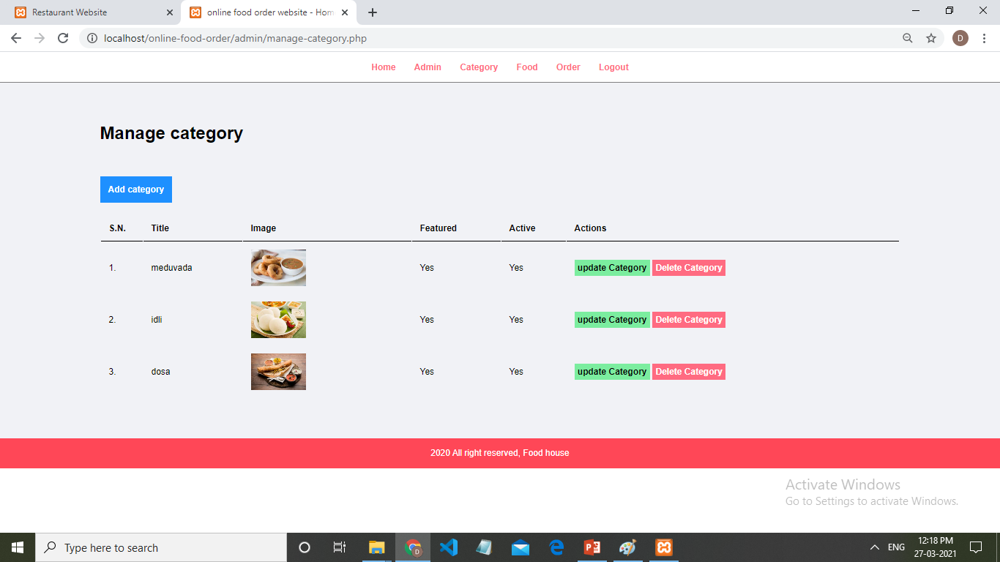 Restaurant Website
online food order website - Hom
localhost/online-food-order/admin/manage-category.php
D
Home Admin Category Food Order Logout
Manage category
Add category
S.N. Title Image Featured Active Actions
1. meduvada Yes Yes update Category Delete Category
2. idli Yes Yes update Category Delete Category
3. dosa Yes Yes update Category Delete Category
2020 All right reserved, Food house
Activate Windows
Go to Settings to activate Windows.
Type here to search
ENG
12:18 PM
27-03-2021